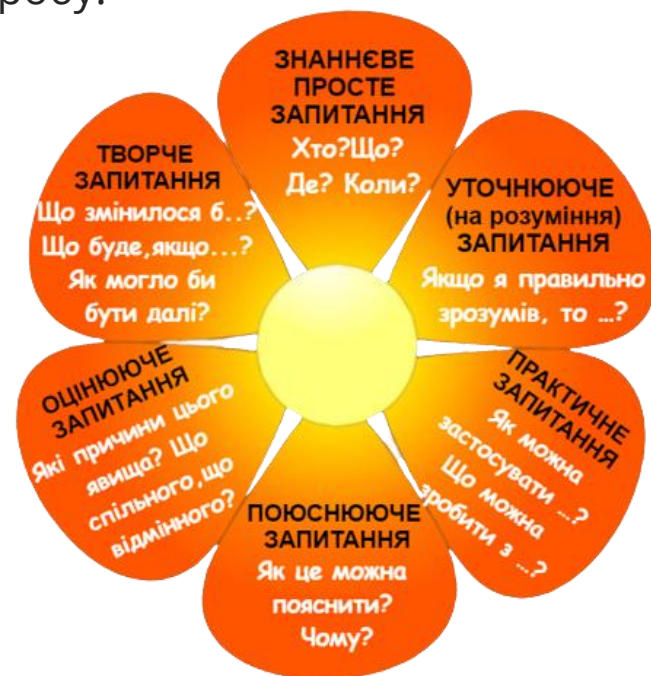 ЗНАННЄВЕ
ПРОСТЕ
ЗАПИТАННЯ
Хто?Що?
Де? Коли?
УТОЧНЮЮЧЕ
(на розуміння)
ЗАПИТАННЯ
Якщо я правильно
зрозумів, то ...?
ПРАКТИЧНЕ
ЗАПИТАННЯ
Як можна
застосувати ...?
Що можна
зробити з ...?
ПОЮСНЮЮЧЕ
ЗАПИТАННЯ
Як це можна
пояснити?
Чому?
ОЦІНЮЮЧЕ
ЗАПИТАННЯ
Які причини цього
явища? Що
спільного,що
відмінного?
ТВОРЧЕ
ЗАПИТАННЯ
Що змінилося б..?
Що буде,якщо...?
Як могло би
бути далі?